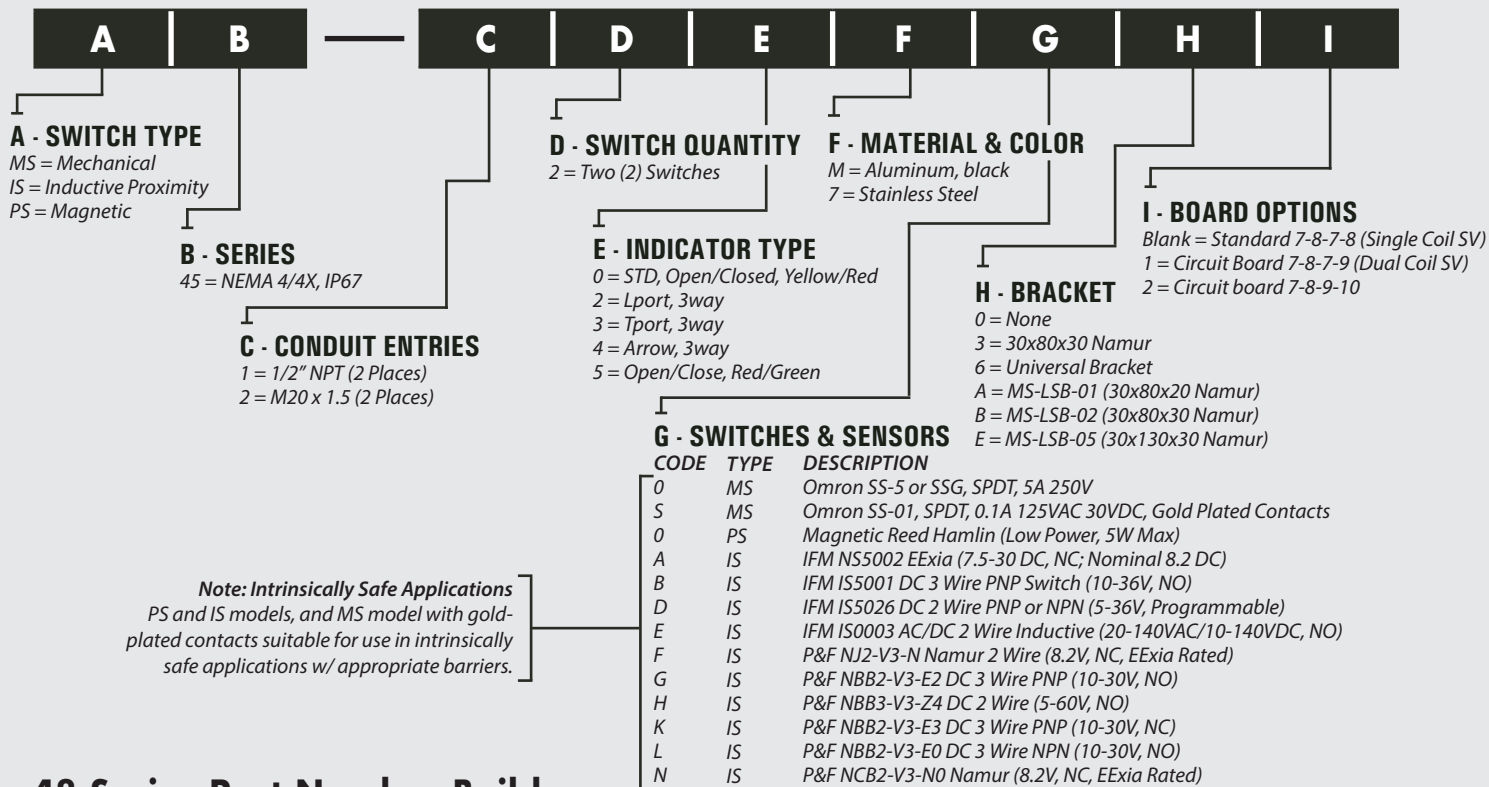 A B — C D E F G H I
A - SWITCH TYPE
MS = Mechanical
IS = Inductive Proximity
PS = Magnetic
B - SERIES
45 = NEMA 4/4X, IP67
C - CONDUIT ENTRIES
1 = 1/2" NPT (2 Places)
2 = M20 x 1.5 (2 Places)
D - SWITCH QUANTITY
2 = Two (2) Switches
E - INDICATOR TYPE
0 = STD, Open/Closed, Yellow/Red
2 = Lport, 3way
3 = Tport, 3way
4 = Arrow, 3way
5 = Open/Close, Red/Green
F - MATERIAL & COLOR
M = Aluminum, black
7 = Stainless Steel
G - SWITCHES & SENSORS
CODE TYPE DESCRIPTION
0 MS Omron SS-5 or SSG, SPDT, 5A 250V
S MS Omron SS-01, SPDT, 0.1A 125VAC 30VDC, Gold Plated Contacts
0 PS Magnetic Reed Hamlin (Low Power, 5W Max)
A IS IFM NS5002 EExia (7.5-30 DC, NC; Nominal 8.2 DC)
B IS IFM IS5001 DC 3 Wire PNP Switch (10-36V, NO)
D IS IFM IS5026 DC 2 Wire PNP or NPN (5-36V, Programmable)
E IS IFM IS0003 AC/DC 2 Wire Inductive (20-140VAC/10-140VDC, NO)
F IS P&F NJ2-V3-N Namur 2 Wire (8.2V, NC, EExia Rated)
G IS P&F NBB2-V3-E2 DC 3 Wire PNP (10-30V, NO)
H IS P&F NBB3-V3-Z4 DC 2 Wire (5-60V, NO)
K IS P&F NBB2-V3-E3 DC 3 Wire PNP (10-30V, NC)
L IS P&F NBB2-V3-E0 DC 3 Wire NPN (10-30V, NO)
N IS P&F NCB2-V3-N0 Namur (8.2V, NC, EExia Rated)
H - BRACKET
0 = None
3 = 30x80x30 Namur
6 = Universal Bracket
A = MS-LSB-01 (30x80x20 Namur)
B = MS-LSB-02 (30x80x30 Namur)
E = MS-LSB-05 (30x130x30 Namur)
I - BOARD OPTIONS
Blank = Standard 7-8-7-8 (Single Coil SV)
1 = Circuit Board 7-8-7-9 (Dual Coil SV)
2 = Circuit board 7-8-9-10
Note: Intrinsically Safe Applications
PS and IS models, and MS model with gold-
plated contacts suitable for use in intrinsically
safe applications w/ appropriate barriers.